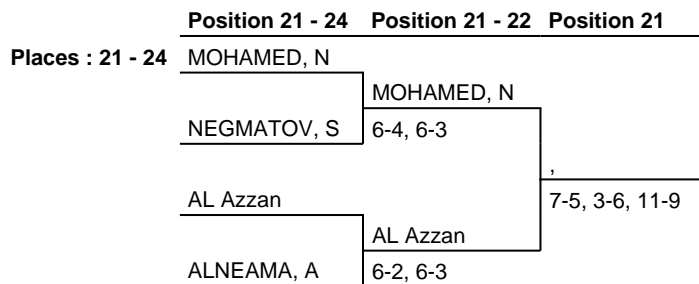 Position 21 - 24 Position 21 - 22 Position 21
Places : 21 - 24 MOHAMED, N
MOHAMED, N
NEGMATOV, S 6-4, 6-3
,
AL Azzan 7-5, 3-6, 11-9
AL Azzan
ALNEAMA, A 6-2, 6-3